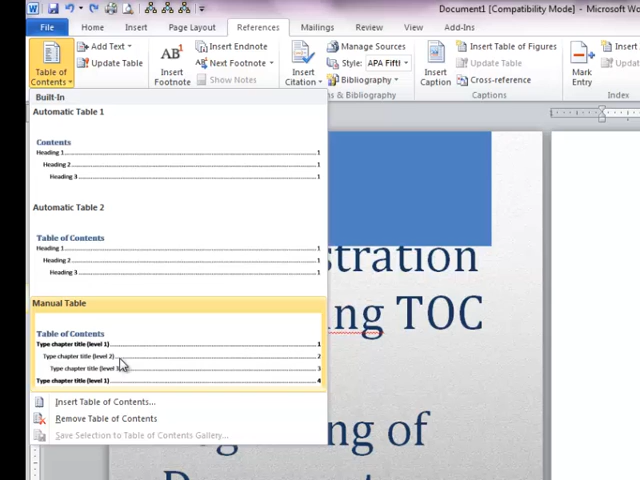 Document1 [Compatibility Mode] - Microsoft Wo
File Home Insert Page Layout References Mailings Review View Add-Ins
Table of Contents
Add Text
Update Table
AB1
Insert Footnote
Insert Endnote
Next Footnote
Show Notes
Insert Citation
Manage Sources
Style: APA Fift
Bibliography
s & Bibliography
Insert Caption
Insert Table of Figures
Update Table
Cross-reference
Captions
Mark Entry
Insert
Update
Index
Built-In
Automatic Table 1
Contents
Heading 1 1
Heading 2 1
Heading 3 1
Automatic Table 2
Table of Contents
Heading 1 1
Heading 2 1
Heading 3 1
Manual Table
Table of Contents
Type chapter title (level 1) 1
Type chapter title (level 2) 2
Type chapter title (level 3
Type chapter title (level 1) 4
Insert Table of Contents...
Remove Table of Contents
Save Selection to Table of Contents Gallery...
stration
ng TOC
ng of